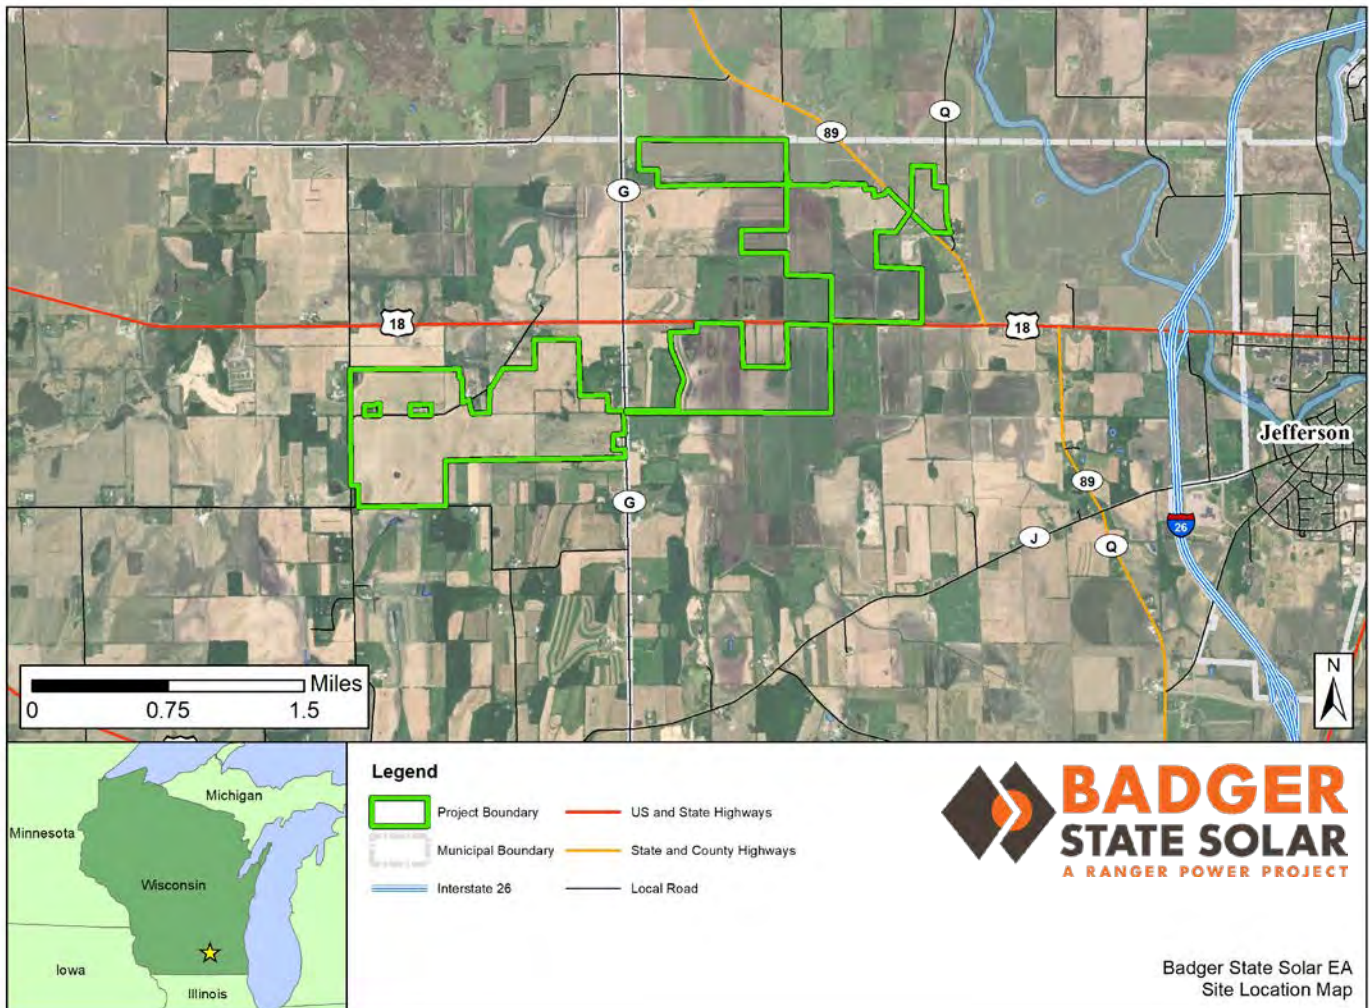 89
Q
G
18
18
Jefferson
89
G
26
J
Q
Miles
0 0.75 1.5
N
Michigan
Minnesota
Wisconsin
Iowa
Illinois
Legend
Project Boundary
US and State Highways
Municipal Boundary
State and County Highways
Interstate 26
Local Road
BADGER
STATE SOLAR
A RANGER POWER PROJECT
Badger State Solar EA
Site Location Map